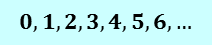 0, 1, 2, 3, 4, 5, 6, ...